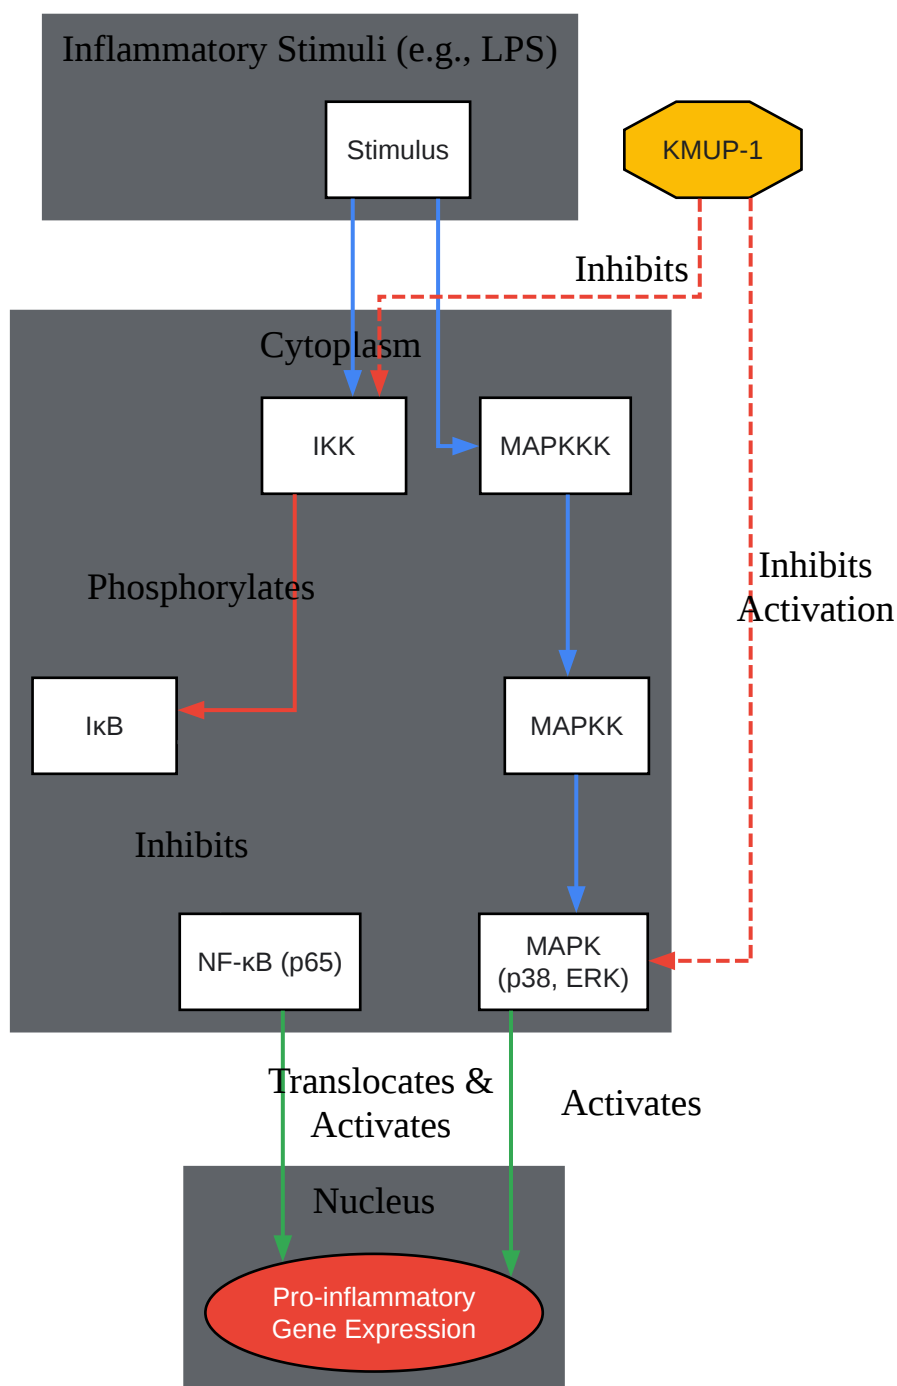 Inflammatory Stimuli (e.g., LPS)
Stimulus
KMUP-1
Inhibits
Cytoplasm
IKK
MAPKKK
Inhibits
Activation
Phosphorylates
IκB
MAPKK
Inhibits
NF-κB (p65)
MAPK
(p38, ERK)
Translocates &
Activates
Activates
Nucleus
Pro-inflammatory
Gene Expression